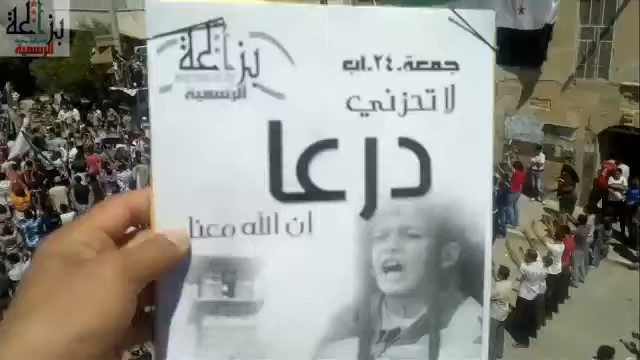 بزاعة
الرسمية
بزاعة
الرسمية
جمعة.٢٤.آب
لا تحزني
درعا
ان الله معنا